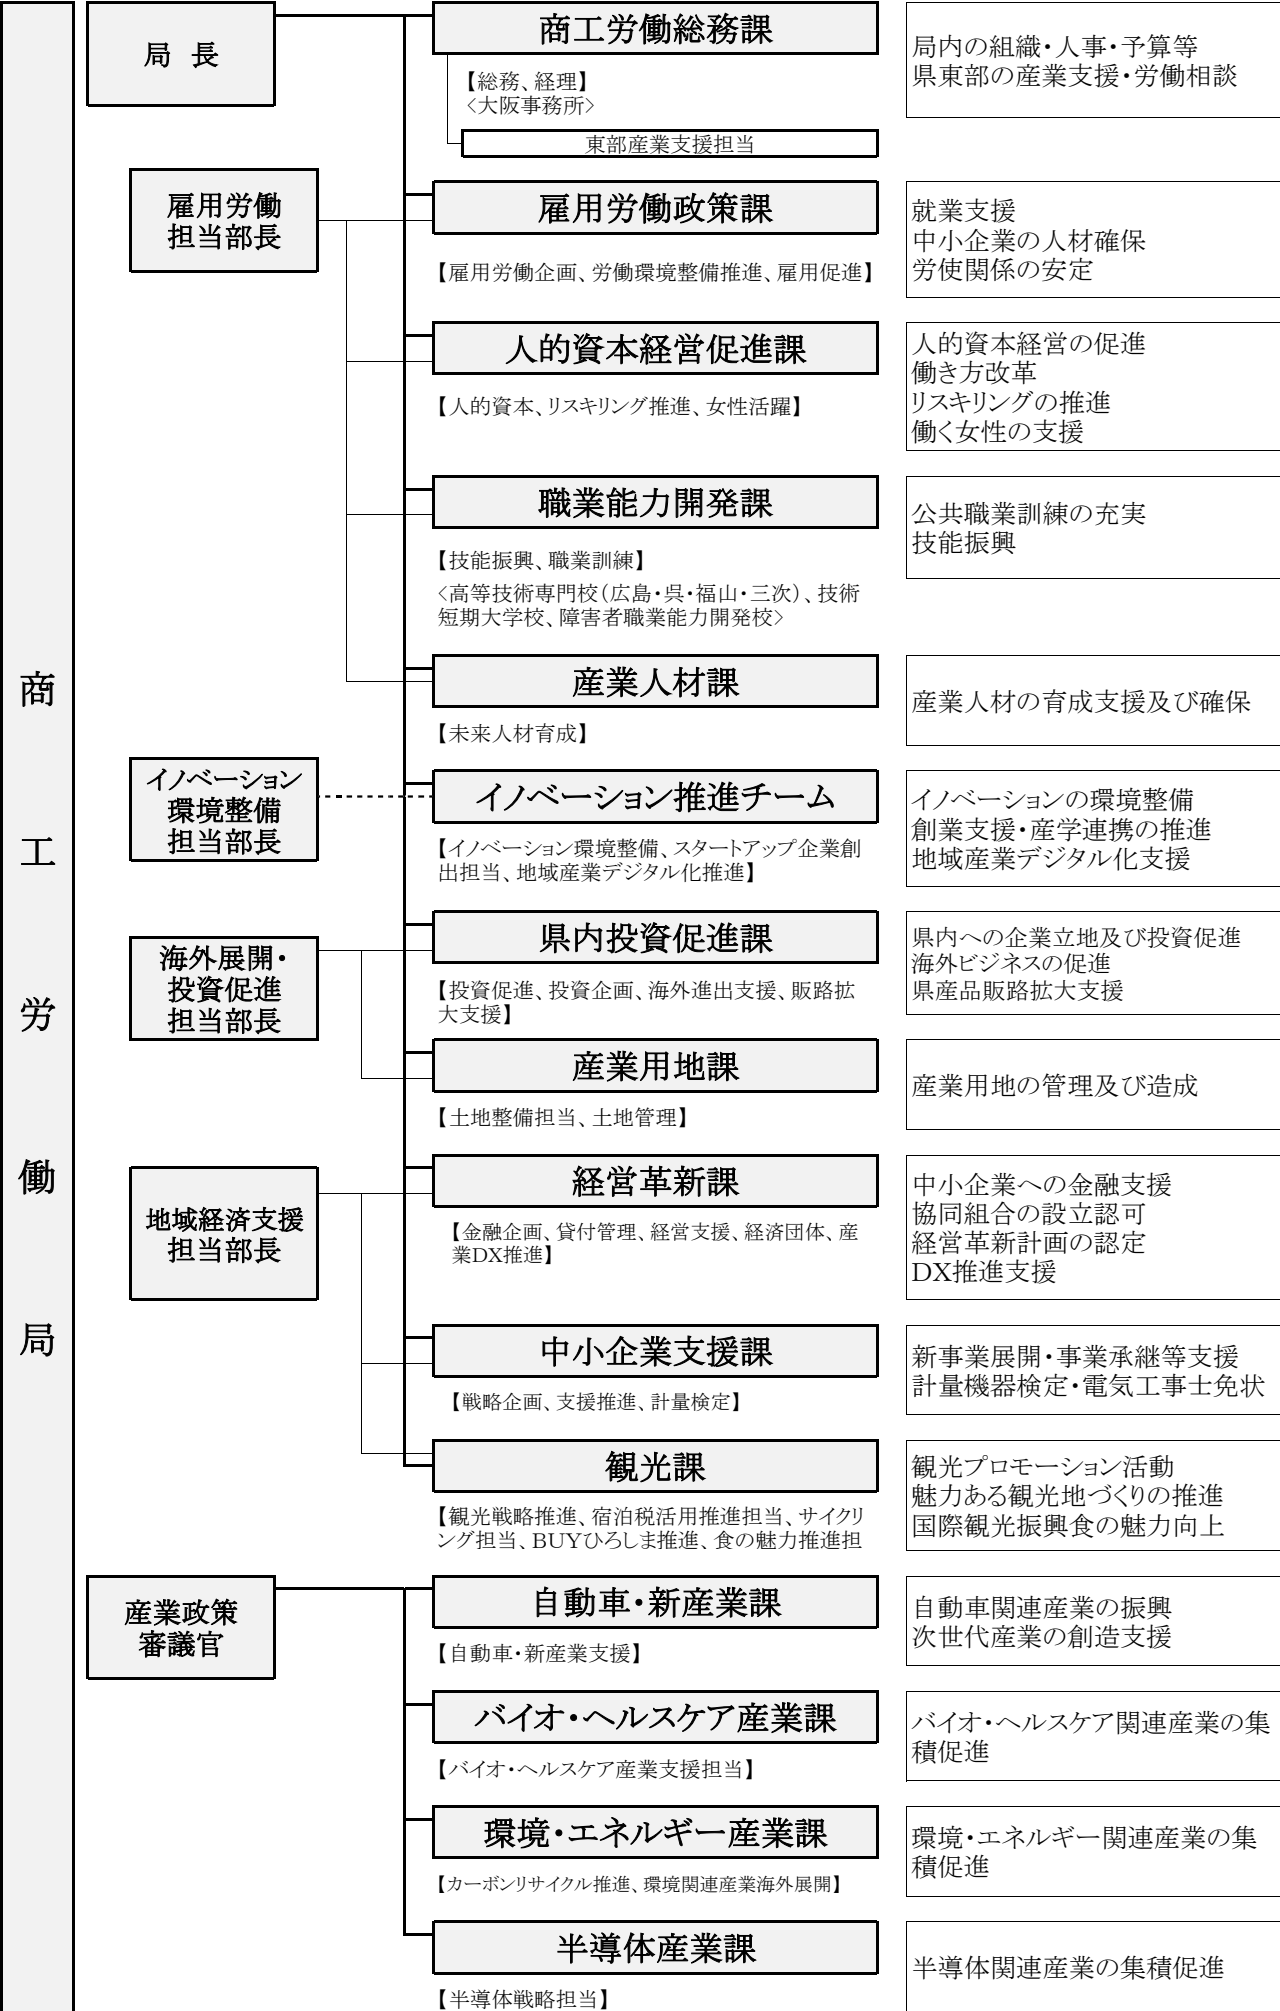 商工労働局
局 長
商工労働総務課
【総務、経理】
<大阪事務所>
東部産業支援担当
局内の組織・人事・予算等
県東部の産業支援・労働相談
雇用労働
担当部長
雇用労働政策課
【雇用労働企画、労働環境整備推進、雇用促進】
就業支援
中小企業の人材確保
労使関係の安定
人的資本経営促進課
【人的資本、リスキリング推進、女性活躍】
人的資本経営の促進
働き方改革
リスキリングの推進
働く女性の支援
職業能力開発課
【技能振興、職業訓練】
<高等技術専門校(広島・呉・福山・三次)、技術
短期大学校、障害者職業能力開発校>
公共職業訓練の充実
技能振興
産業人材課
【未来人材育成】
産業人材の育成支援及び確保
イノベーション
環境整備
担当部長
イノベーション推進チーム
【イノベーション環境整備、スタートアップ企業創
出担当、地域産業デジタル化推進】
イノベーションの環境整備
創業支援・産学連携の推進
地域産業デジタル化支援
海外展開・
投資促進
担当部長
県内投資促進課
【投資促進、投資企画、海外進出支援、販路拡
大支援】
県内への企業立地及び投資促進
海外ビジネスの促進
県産品販路拡大支援
産業用地課
【土地整備担当、土地管理】
産業用地の管理及び造成
地域経済支援
担当部長
経営革新課
【金融企画、貸付管理、経営支援、経済団体、産
業DX推進】
中小企業への金融支援
協同組合の設立認可
経営革新計画の認定
DX推進支援
中小企業支援課
【戦略企画、支援推進、計量検定】
新事業展開・事業承継等支援
計量機器検定・電気工事士免状
観光課
【観光戦略推進、宿泊税活用推進担当、サイクリ
ング担当、BUYひろしま推進、食の魅力推進担
観光プロモーション活動
魅力ある観光地づくりの推進
国際観光振興食の魅力向上
産業政策
審議官
自動車・新産業課
【自動車・新産業支援】
自動車関連産業の振興
次世代産業の創造支援
バイオ・ヘルスケア産業課
【バイオ・ヘルスケア産業支援担当】
バイオ・ヘルスケア関連産業の集
積促進
環境・エネルギー産業課
【カーボンリサイクル推進、環境関連産業海外展開】
環境・エネルギー関連産業の集
積促進
半導体産業課
【半導体戦略担当】
半導体関連産業の集積促進